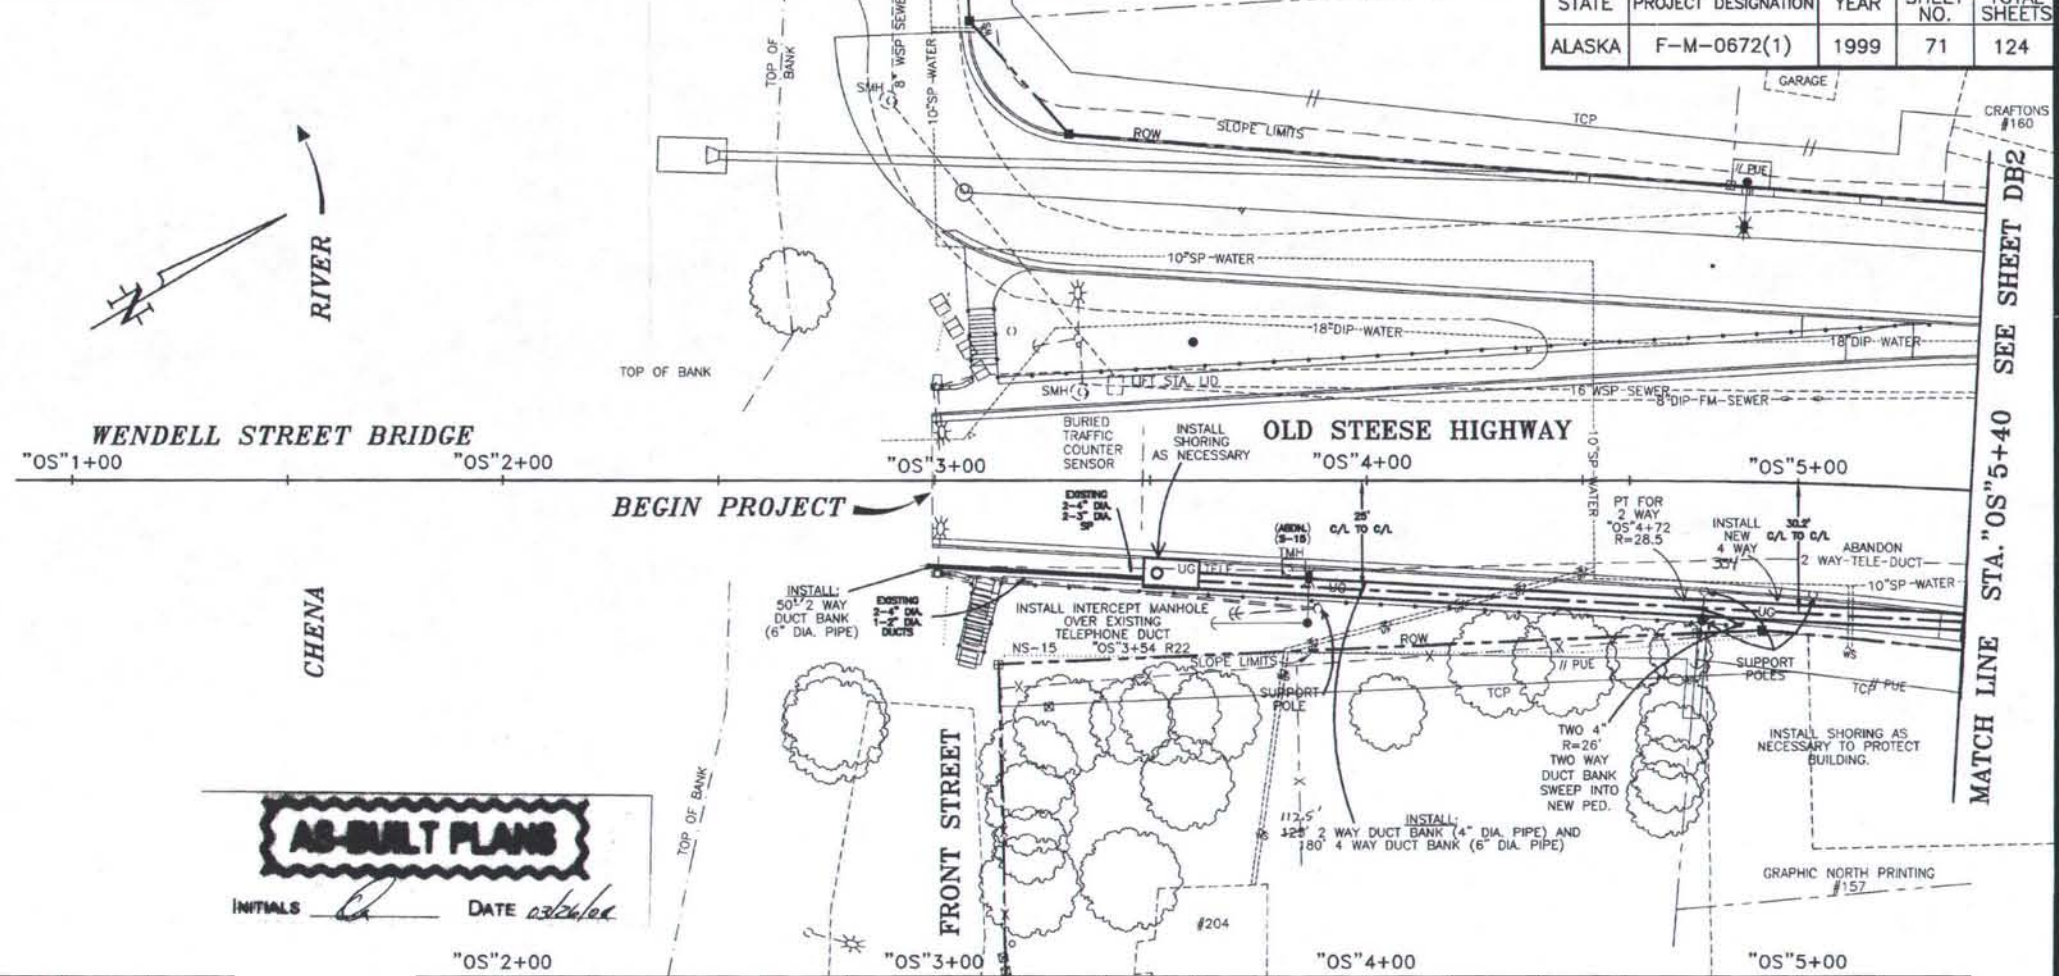 STATE PROJECT DESIGNATION YEAR SHEET NO. TOTAL SHEETS
ALASKA F-M-0672(1) 1999 71 124
GARAGE
CRAFTONS
#160
TOP OF
BANK
SMH
8" WSP SEWE
10"SP-WATER
WS
ROW
SLOPE LIMITS
TCP
// PUE
RIVER
N
10"SP-WATER
18"DIP-WATER
18"DIP WATER
TOP OF BANK
SMH
LIFT STA. LID
16"WSP-SEWER
8"DIP-FM-SEWER
WENDELL STREET BRIDGE
BURIED
TRAFFIC
COUNTER
SENSOR
INSTALL
SHORING
AS NECESSARY
OLD STEESE HIGHWAY
10"SP-WATER
"OS"1+00
"OS"2+00
"OS"3+00
"OS"4+00
"OS"5+00
BEGIN PROJECT
EXISTING
2-4" DIA.
2-3" DIA.
SP
(ABDN.)
(S-15)
TMH
25'
C/L TO C/L
PT FOR
2 WAY
"OS"4+72
R=28.5
INSTALL
NEW
4 WAY
335'
30.2'
C/L TO C/L
ABANDON
2 WAY-TELE-DUCT
10"SP-WATER
UG TELE
UG
UG
INSTALL:
50' 2 WAY
DUCT BANK
(6" DIA. PIPE)
EXISTING
2-4" DIA.
1-2" DIA.
DUCTS
INSTALL INTERCEPT MANHOLE
OVER EXISTING
TELEPHONE DUCT
NS-15 "OS"3+54 R22
ROW
SLOPE LIMITS
// PUE
TCP
SUPPORT
POLE
SUPPORT
POLES
WS
TCP
// PUE
CHENA
TWO 4"
R=26'
TWO WAY
DUCT BANK
SWEEP INTO
NEW PED.
INSTALL SHORING AS
NECESSARY TO PROTECT
BUILDING.
MATCH LINE STA."OS"5+40 SEE SHEET DB2
TOP OF BANK
FRONT STREET
112.5'
INSTALL:
125' 2 WAY DUCT BANK (4" DIA. PIPE) AND
180' 4 WAY DUCT BANK (6" DIA. PIPE)
AS-BUILT PLANS
INITIALS
DATE 03/26/02
GRAPHIC NORTH PRINTING
#157
#204
"OS"2+00
"OS"3+00
"OS"4+00
"OS"5+00